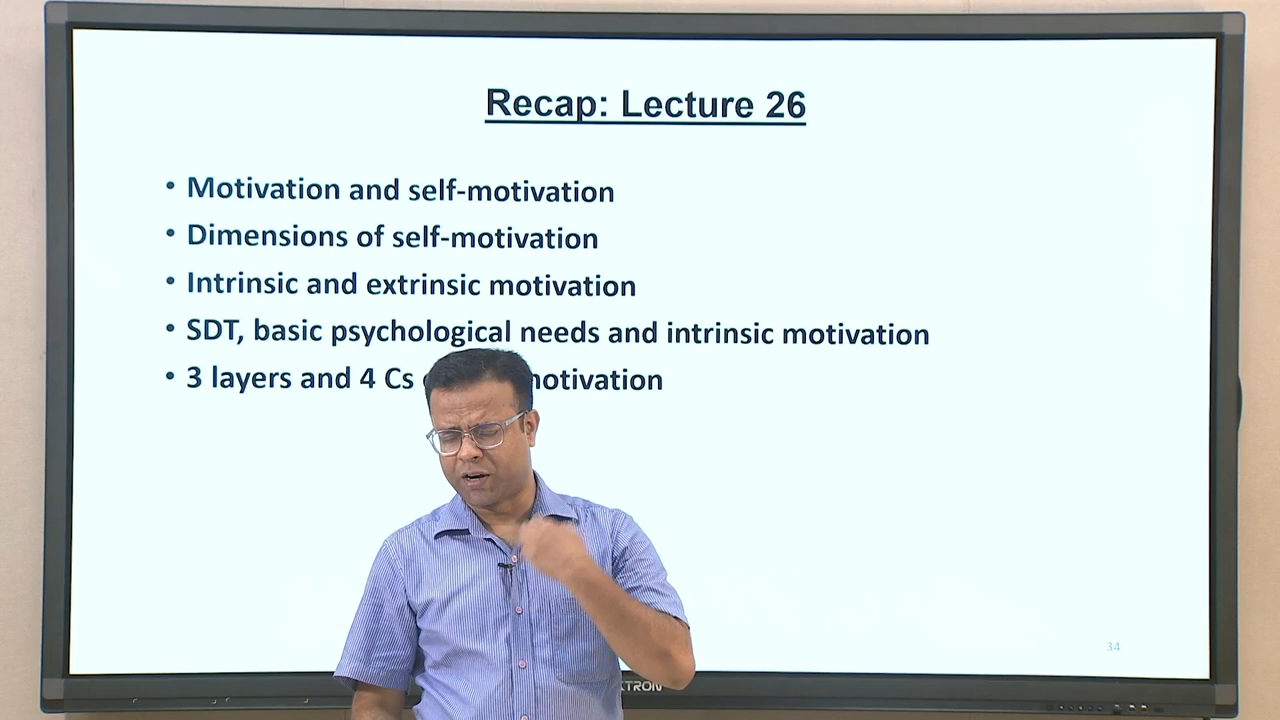 Recap: Lecture 26
• Motivation and self-motivation
• Dimensions of self-motivation
• Intrinsic and extrinsic motivation
• SDT, basic psychological needs and intrinsic motivation
• 3 layers and 4 Cs motivation
34